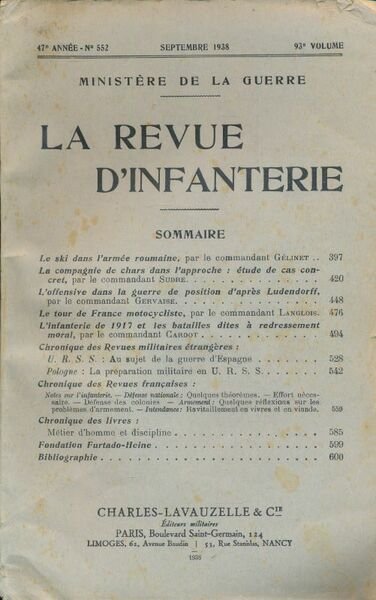 47e ANNÉE - No 552 SEPTEMBRE 1938 93e VOLUME
MINISTÈRE DE LA GUERRE
LA REVUE
D'INFANTERIE
SOMMAIRE
Le ski dans l'armée roumaine, par le commandant GÉLINET .. 397
La compagnie de chars dans l'approche : étude de cas con-
cret, par le commandant SUDRE. 420
L'offensive dans la guerre de position d'après Ludendorff,
par le commandant GERVAISE. 448
Le tour de France motocycliste, par le commandant LANGLOIS. 476
L'infanterie de 1917 et les batailles dites à redressement
moral, par le commandant CARDOT 494
Chronique des Revues militaires étrangères :
U. R. S. S. : Au sujet de la guerre d'Espagne 528
Pologne : La préparation militaire en U. R. S. S. 542
Chronique des Revues françaises :
Notes sur l'infanterie. — Défense nationale : Quelques théorèmes. — Effort néces-
saire. — Défense des colonies — Armement : Quelques réflexions sur les
problèmes d'armement. — Intendance : Ravitaillement en vivres et en viande. 559
Chronique des livres :
Métier d'homme et discipline 585
Fondation Furtado-Heine 599
Bibliographie 600
CHARLES-LAVAUZELLE & CIE
Éditeurs militaires
PARIS, Boulevard Saint-Germain, 124
LIMOGES, 62, Avenue Baudin | 53, Rue Stanislas, NANCY
1938